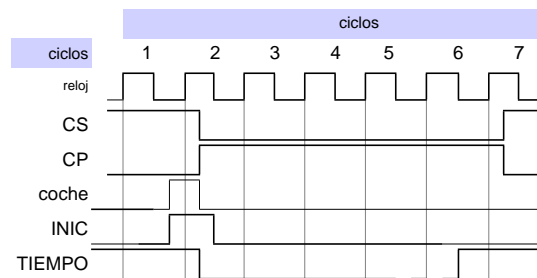 ciclos
ciclos 1 2 3 4 5 6 7
reloj
CS
CP
coche
INIC
TIEMPO